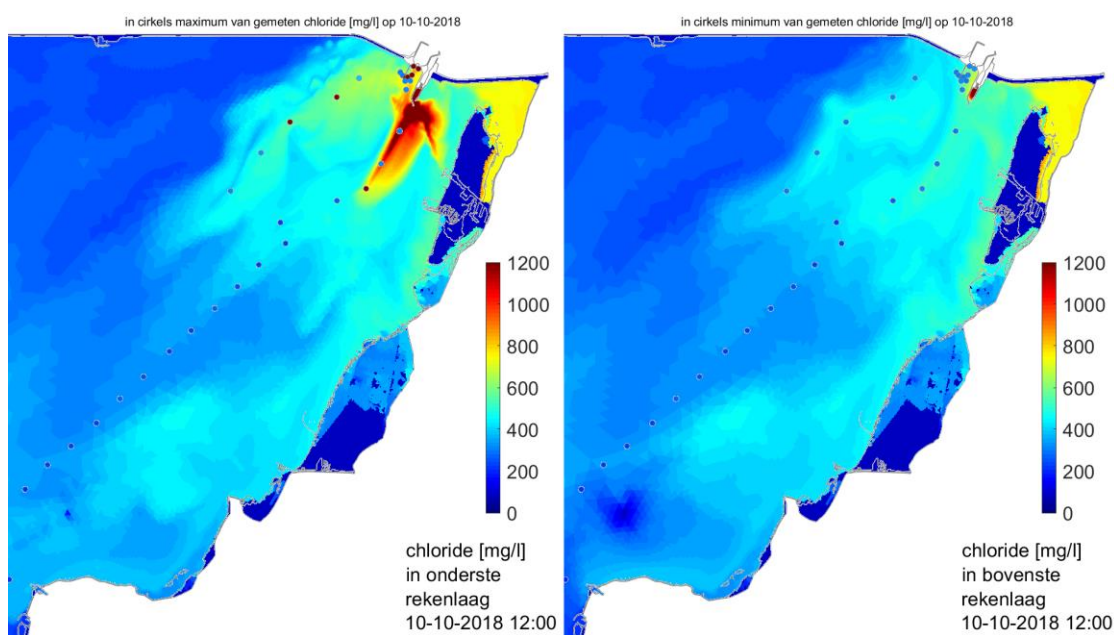 in cirkels maximum van gemeten chloride [mg/l] op 10-10-2018
in cirkels minimum van gemeten chloride [mg/l] op 10-10-2018
1200
1000
800
600
400
200
0
chloride [mg/l]
in onderste
rekenlaag
10-10-2018 12:00
1200
1000
800
600
400
200
0
chloride [mg/l]
in bovenste
rekenlaag
10-10-2018 12:00